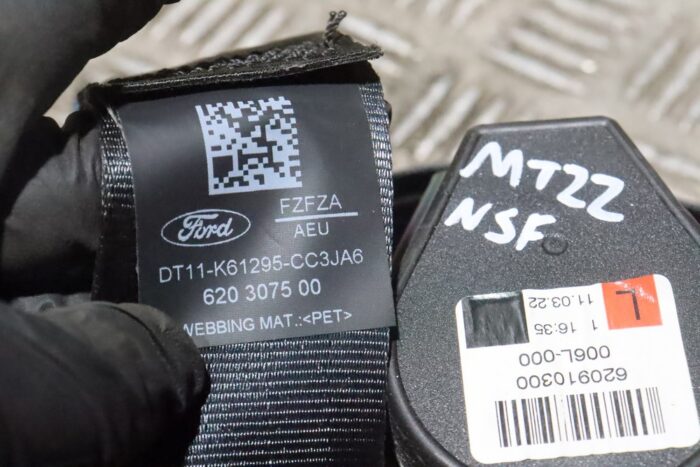 FZFZA
AEU
Ford
DT11-K61295-CC3JA6
620 3075 00
WEBBING MAT.:<PET>
MT22
NSF
620910300
006L-000
1 16:35
11.03.22
L